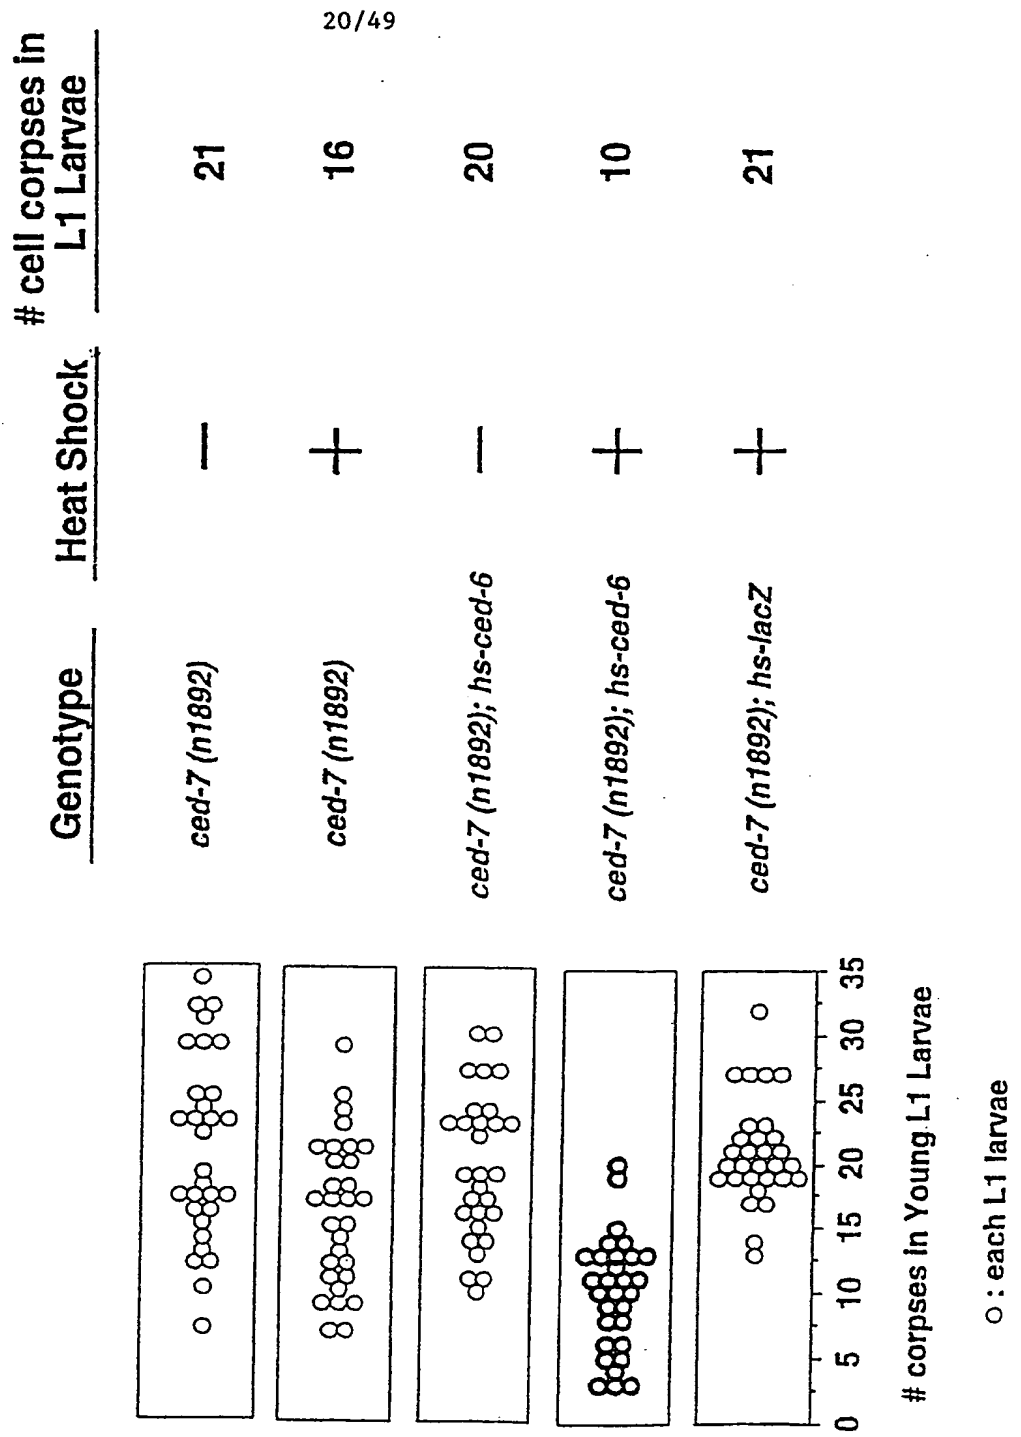 20/49
Genotype Heat Shock # cell corpses in
L1 Larvae
ced-7 (n1892) — 21
ced-7 (n1892) + 16
ced-7 (n1892); hs-ced-6 — 20
ced-7 (n1892); hs-ced-6 + 10
ced-7 (n1892); hs-lacZ + 21
0 5 10 15 20 25 30 35
# corpses in Young L1 Larvae
O : each L1 larvae